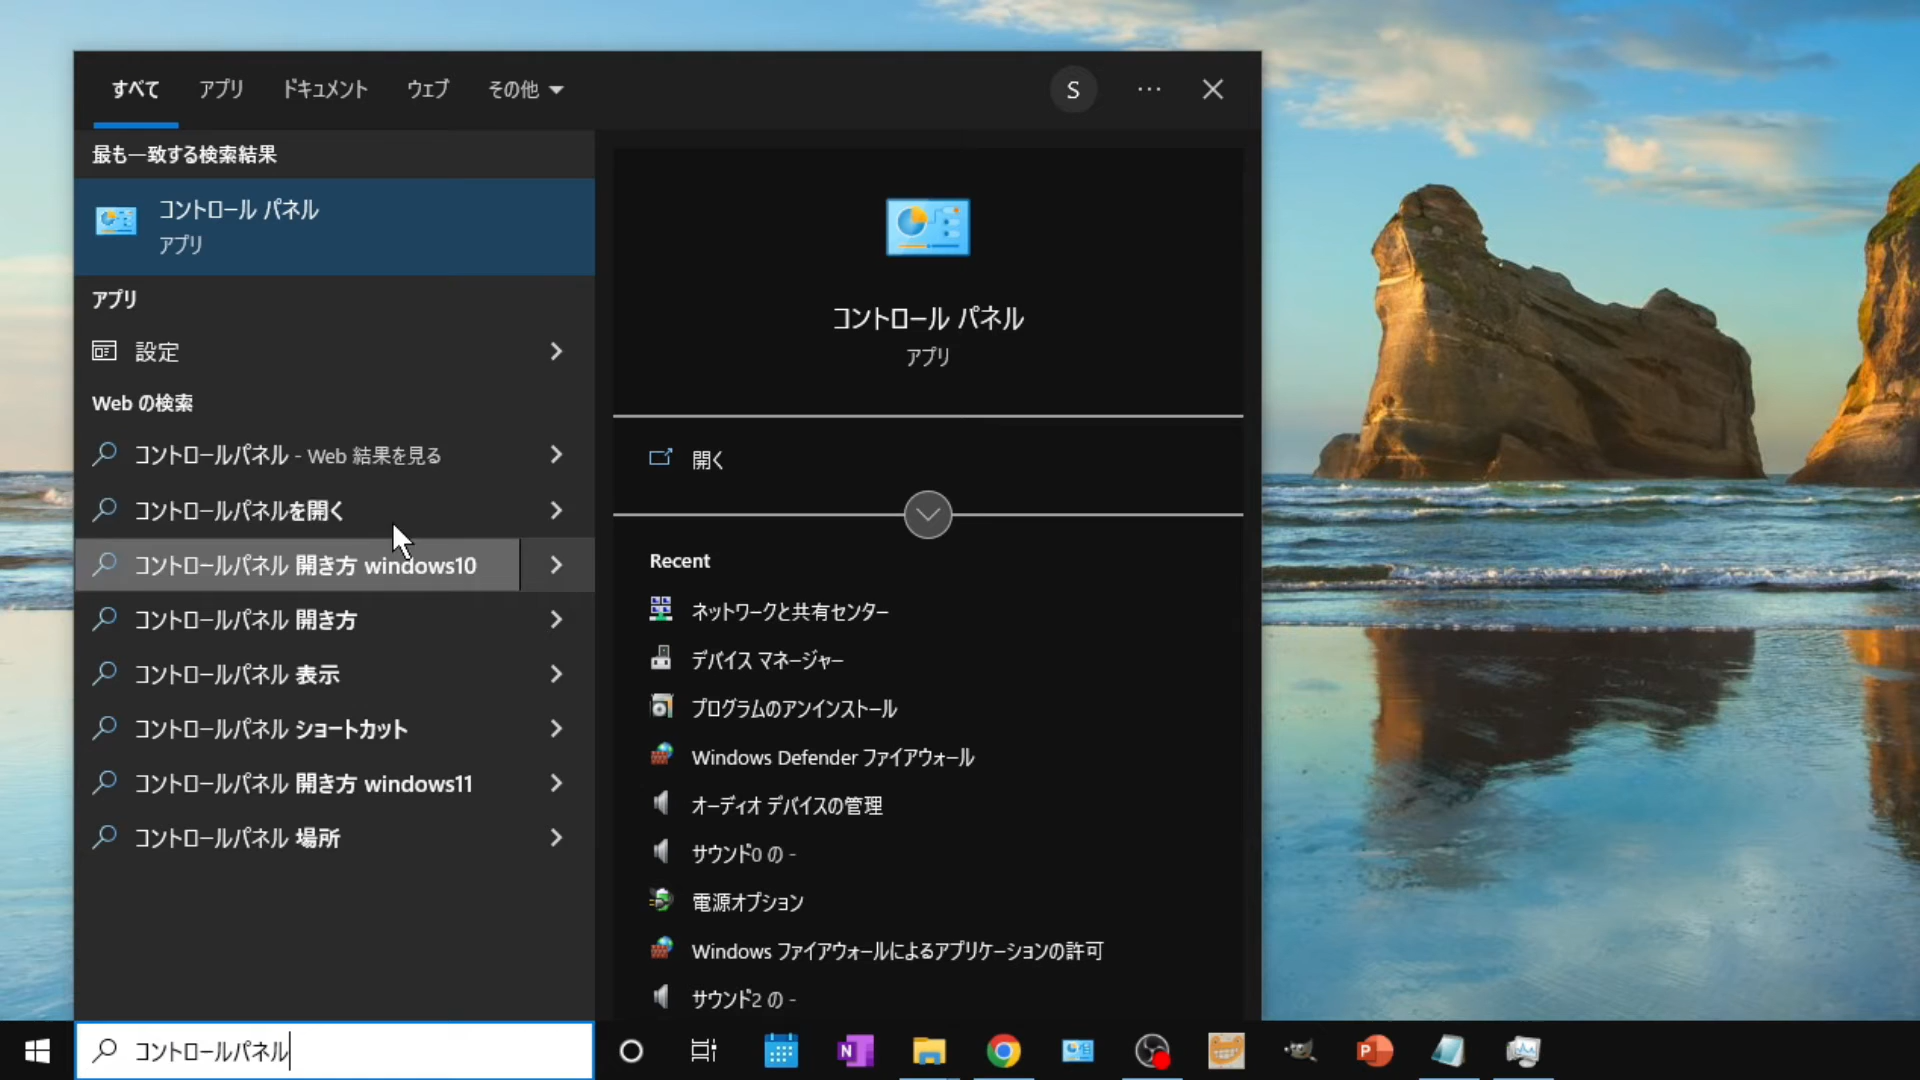 すべて アプリ ドキュメント ウェブ その他
S
最も一致する検索結果
コントロール パネル
アプリ
アプリ
設定
Web の検索
コントロールパネル - Web 結果を見る
コントロールパネルを開く
コントロールパネル 開き方 windows10
コントロールパネル 開き方
コントロールパネル 表示
コントロールパネル ショートカット
コントロールパネル 開き方 windows11
コントロールパネル 場所
コントロール パネル
アプリ
開く
Recent
ネットワークと共有センター
デバイス マネージャー
プログラムのアンインストール
Windows Defender ファイアウォール
オーディオ デバイスの管理
サウンド0 の -
電源オプション
Windows ファイアウォールによるアプリケーションの許可
サウンド2 の -
コントロールパネル
N
P